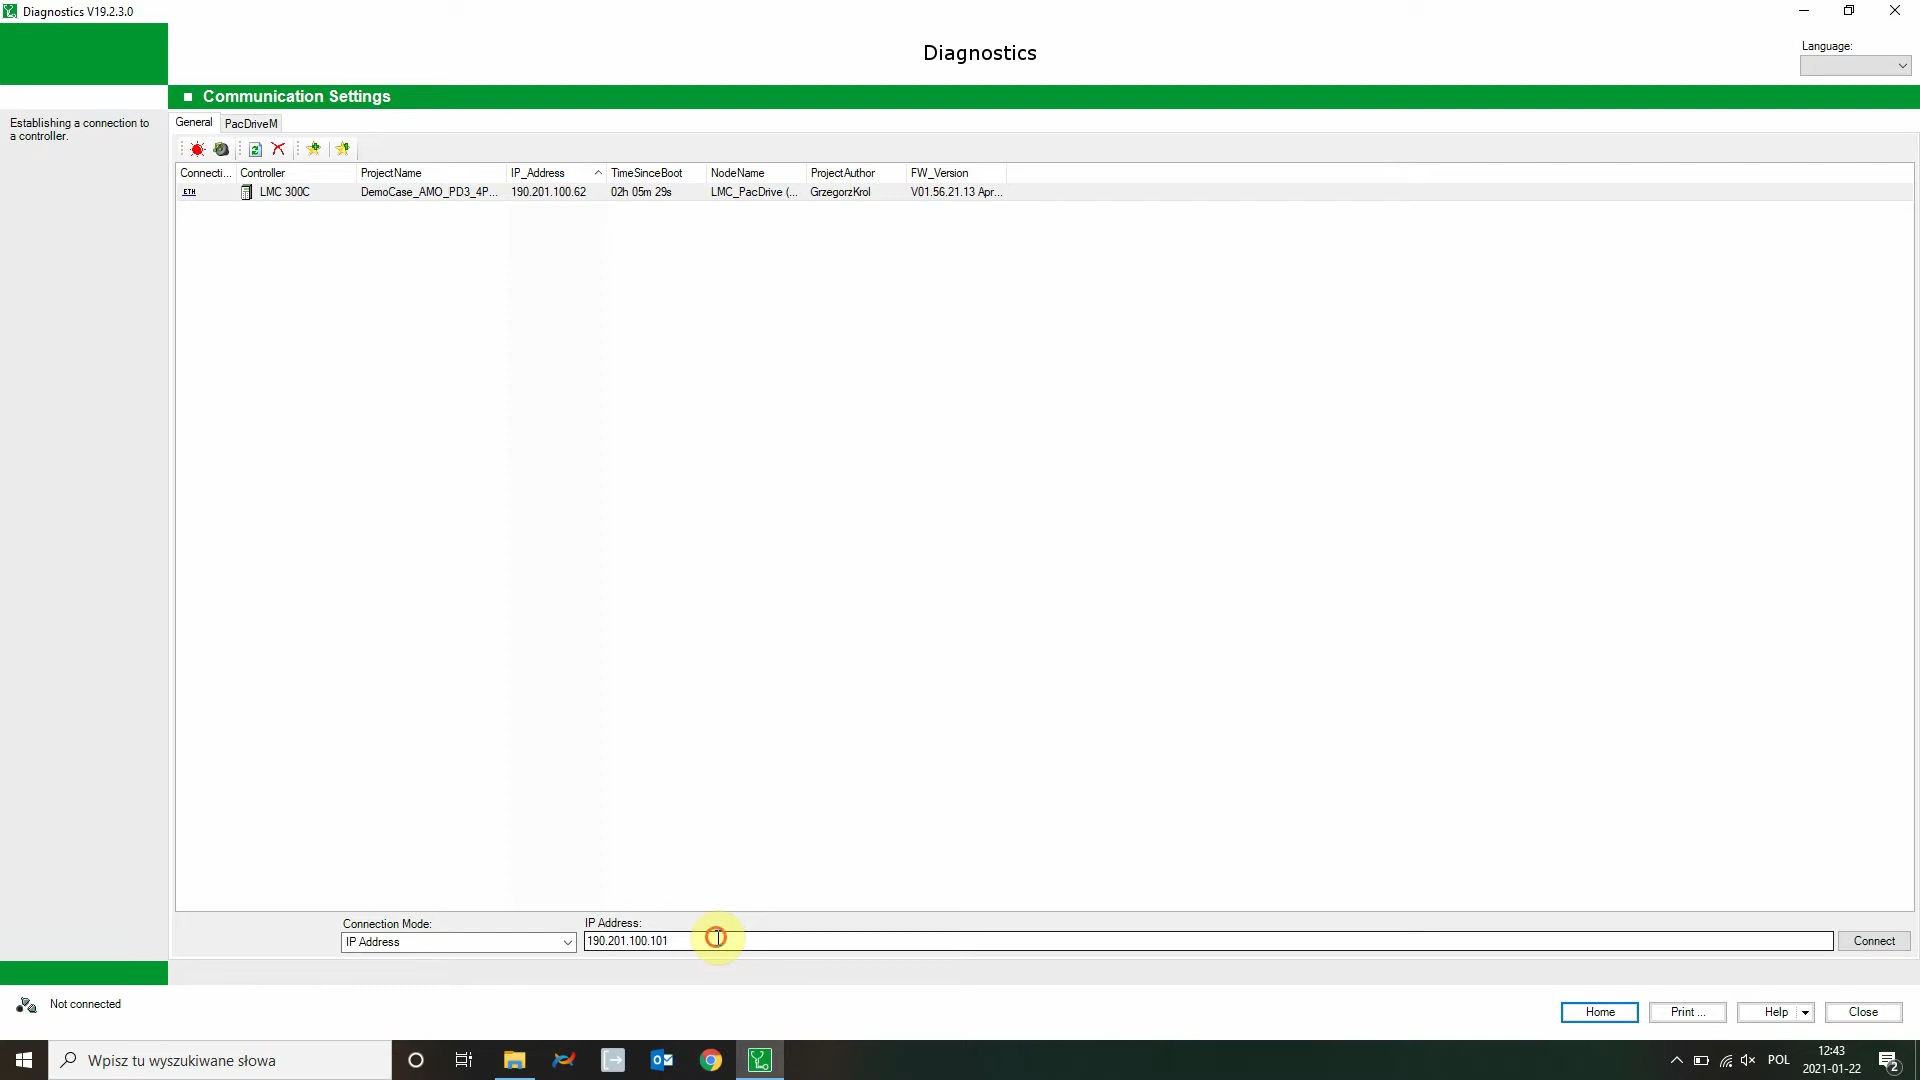 Diagnostics V19.2.3.0
Diagnostics
Language:
Communication Settings
Establishing a connection to
a controller.
General PacDriveM
Connecti... Controller ProjectName IP_Address TimeSinceBoot NodeName ProjectAuthor FW_Version
ETH LMC 300C DemoCase_AMO_PD3_4P... 190.201.100.62 02h 05m 29s LMC_PacDrive (... GrzegorzKrol V01.56.21.13 Apr...
Connection Mode: IP Address:
IP Address 190.201.100.101 Connect
Not connected
Home Print ... Help Close
Wpisz tu wyszukiwane słowa
POL
12:43
2021-01-22
2